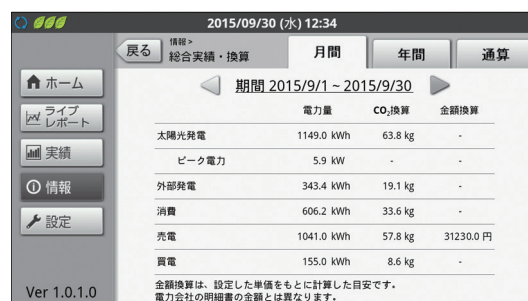 2015/09/30 (水) 12:34
戻る
情報>
総合実績・換算
月間
年間
通算
ホーム
ライブ
レポート
実績
情報
設定
Ver 1.0.1.0
期間 2015/9/1 ~ 2015/9/30
電力量 CO₂換算 金額換算
太陽光発電 1149.0 kWh 63.8 kg -
ピーク電力 5.9 kW - -
外部発電 343.4 kWh 19.1 kg -
消費 606.2 kWh 33.6 kg -
売電 1041.0 kWh 57.8 kg 31230.0 円
買電 155.0 kWh 8.6 kg -
金額換算は、設定した単価をもとに計算した目安です。
電力会社の明細書の金額とは異なります。